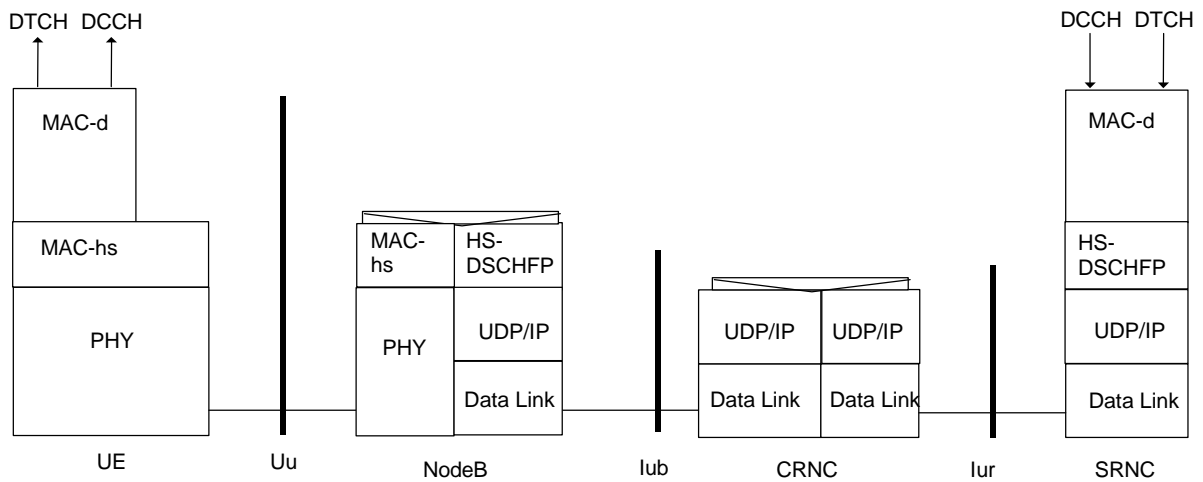 DTCH DCCH
DCCH DTCH
MAC-d
MAC-d
MAC-hs
MAC-
hs
HS-
DSCHFP
HS-
DSCHFP
PHY
PHY
UDP/IP
UDP/IP
UDP/IP
UDP/IP
Data Link
Data Link
Data Link
Data Link
UE
Uu
NodeB
Iub
CRNC
Iur
SRNC